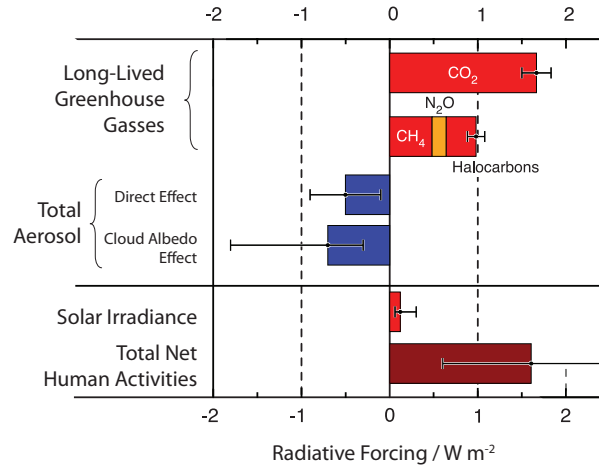 -2 -1 0 1 2
Long-Lived
Greenhouse
Gasses
CO₂
N₂O
CH₄
Halocarbons
Total
Aerosol
Direct Effect
Cloud Albedo
Effect
Solar Irradiance
Total Net
Human Activities
-2 -1 0 1 2
Radiative Forcing / W m⁻²